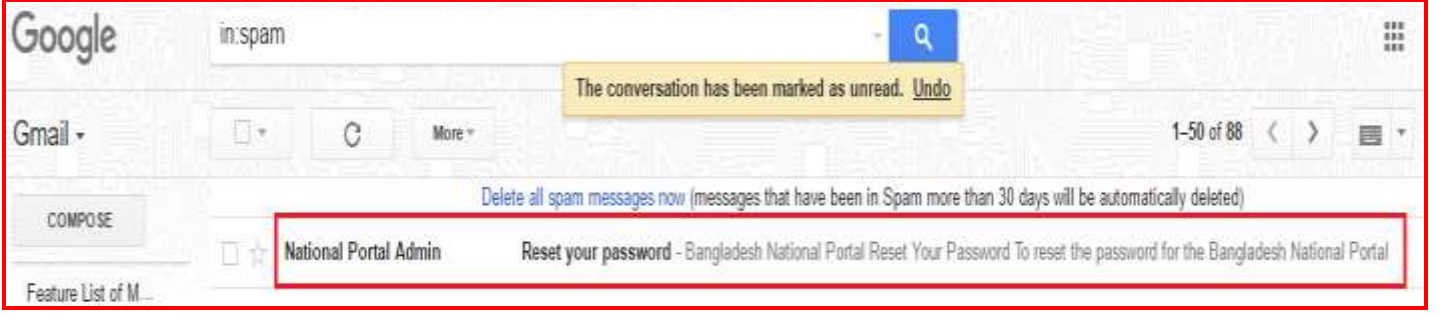 Google
in:spam
The conversation has been marked as unread. Undo
Gmail
More
1–50 of 88
Delete all spam messages now (messages that have been in Spam more than 30 days will be automatically deleted)
COMPOSE
National Portal Admin Reset your password - Bangladesh National Portal Reset Your Password To reset the password for the Bangladesh National Portal
Feature List of M...